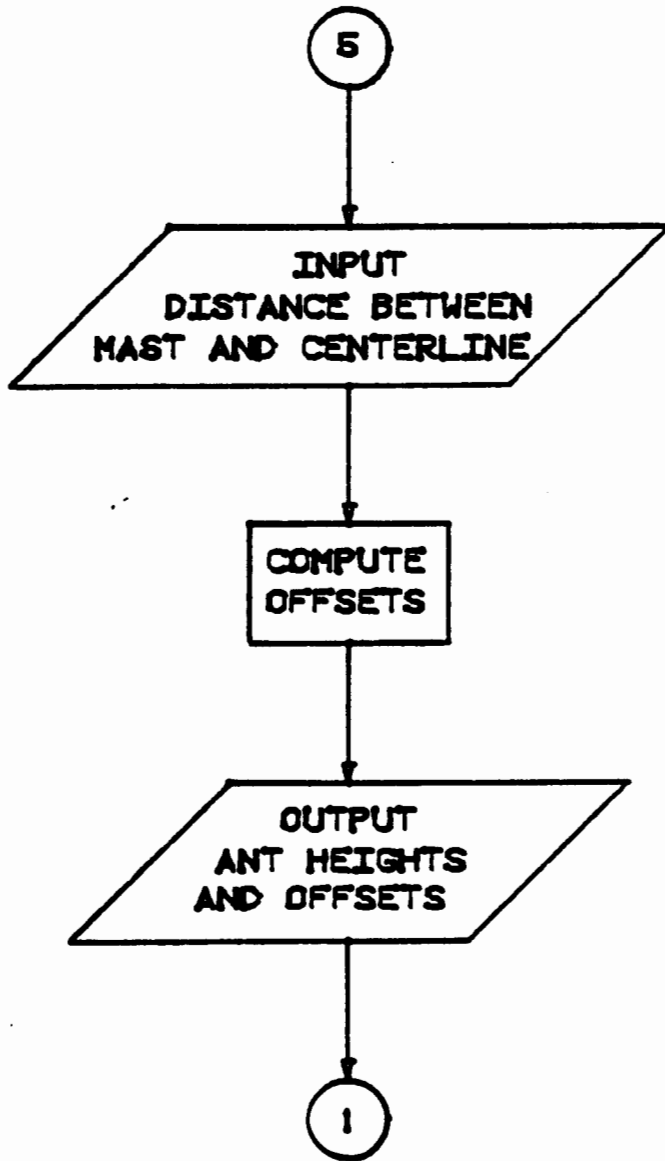 5
INPUT
DISTANCE BETWEEN
MAST AND CENTERLINE
COMPUTE
OFFSETS
OUTPUT
ANT HEIGHTS
AND OFFSETS
1